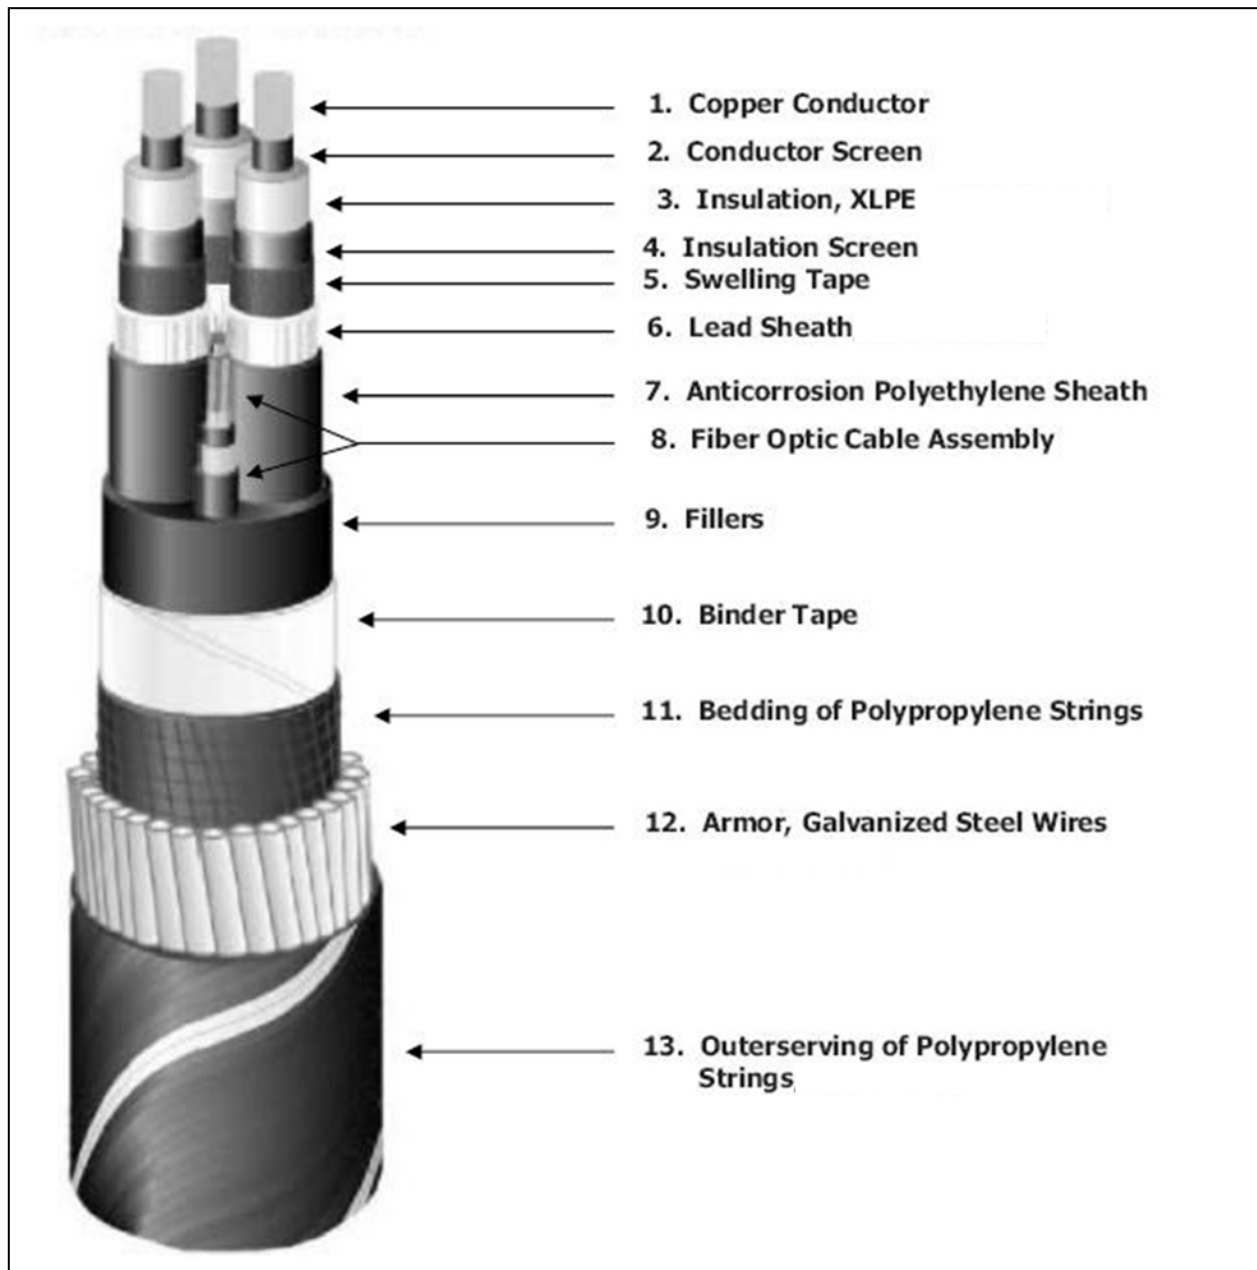 1. Copper Conductor
2. Conductor Screen
3. Insulation, XLPE
4. Insulation Screen
5. Swelling Tape
6. Lead Sheath
7. Anticorrosion Polyethylene Sheath
8. Fiber Optic Cable Assembly
9. Fillers
10. Binder Tape
11. Bedding of Polypropylene Strings
12. Armor, Galvanized Steel Wires
13. Outerserving of Polypropylene
Strings